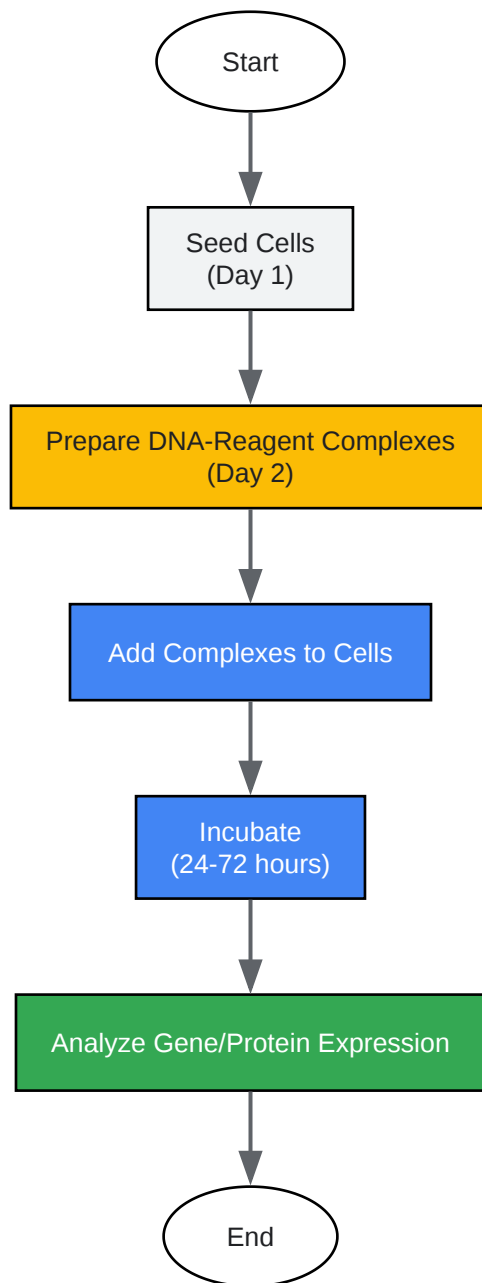 Start
Seed Cells
(Day 1)
Prepare DNA-Reagent Complexes
(Day 2)
Add Complexes to Cells
Incubate
(24-72 hours)
Analyze Gene/Protein Expression
End